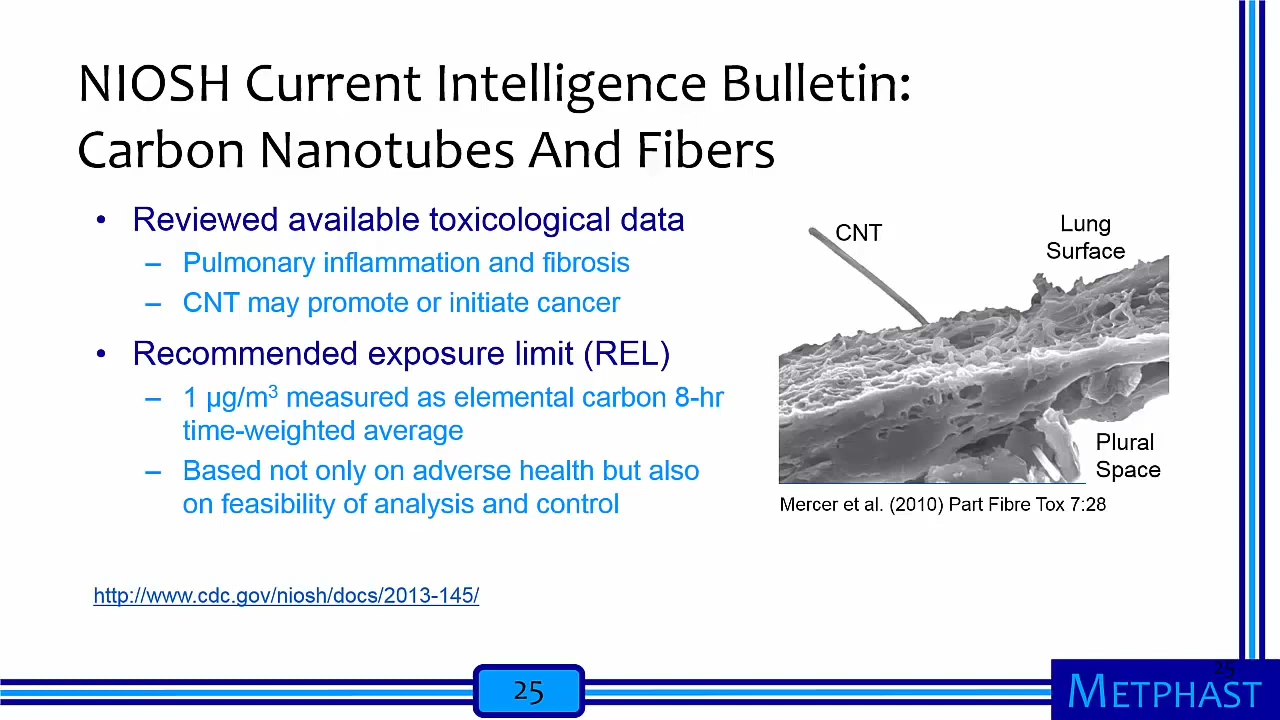 NIOSH Current Intelligence Bulletin:
Carbon Nanotubes And Fibers
• Reviewed available toxicological data
– Pulmonary inflammation and fibrosis
– CNT may promote or initiate cancer
• Recommended exposure limit (REL)
– 1 µg/m³ measured as elemental carbon 8-hr
time-weighted average
– Based not only on adverse health but also
on feasibility of analysis and control
CNT
Lung
Surface
Plural
Space
Mercer et al. (2010) Part Fibre Tox 7:28
http://www.cdc.gov/niosh/docs/2013-145/
25
25
METPHAST